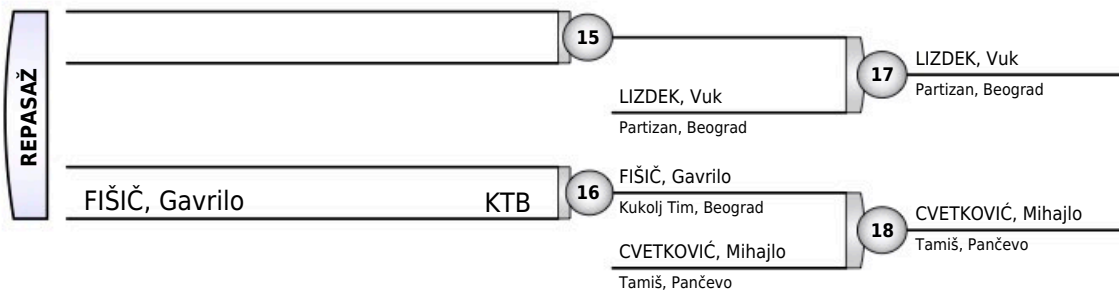 REPASAŽ
15
LIZDEK, Vuk
Partizan, Beograd
17
LIZDEK, Vuk
Partizan, Beograd
FIŠIČ, Gavrilo
KTB
16
FIŠIČ, Gavrilo
Kukolj Tim, Beograd
CVETKOVIĆ, Mihajlo
Tamiš, Pančevo
18
CVETKOVIĆ, Mihajlo
Tamiš, Pančevo